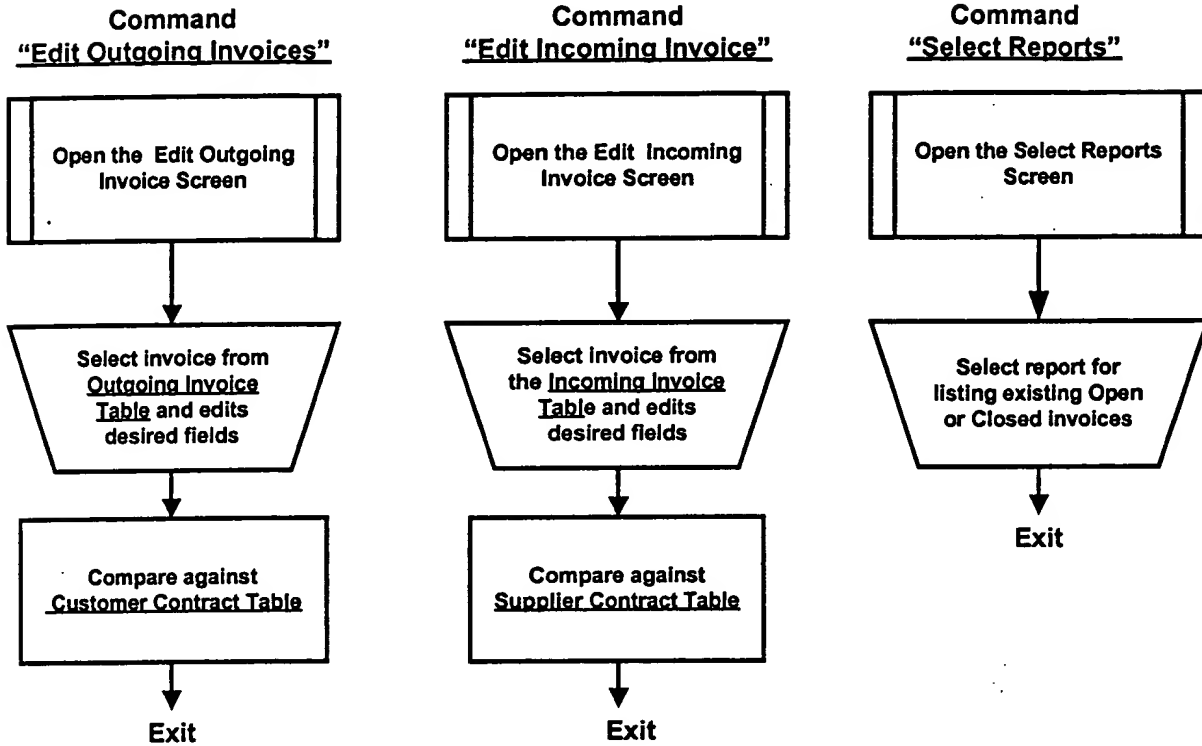 Command
“Edit Outgoing Invoices”
Open the Edit Outgoing
Invoice Screen
Select invoice from
Outgoing Invoice
Table and edits
desired fields
Compare against
Customer Contract Table
Exit
Command
“Edit Incoming Invoice”
Open the Edit Incoming
Invoice Screen
Select invoice from
the Incoming Invoice
Table and edits
desired fields
Compare against
Supplier Contract Table
Exit
Command
“Select Reports”
Open the Select Reports
Screen
Select report for
listing existing Open
or Closed invoices
Exit